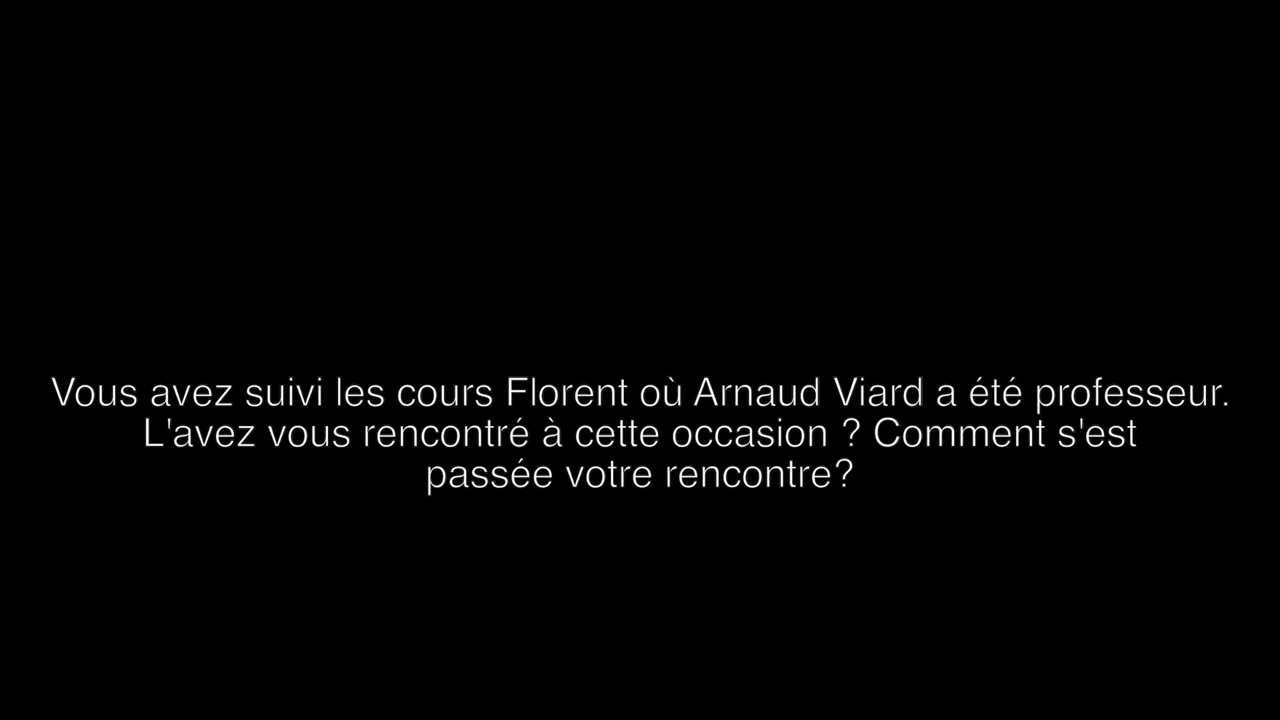 Vous avez suivi les cours Florent où Arnaud Viard a été professeur.
L'avez vous rencontré à cette occasion ? Comment s'est
passée votre rencontre?